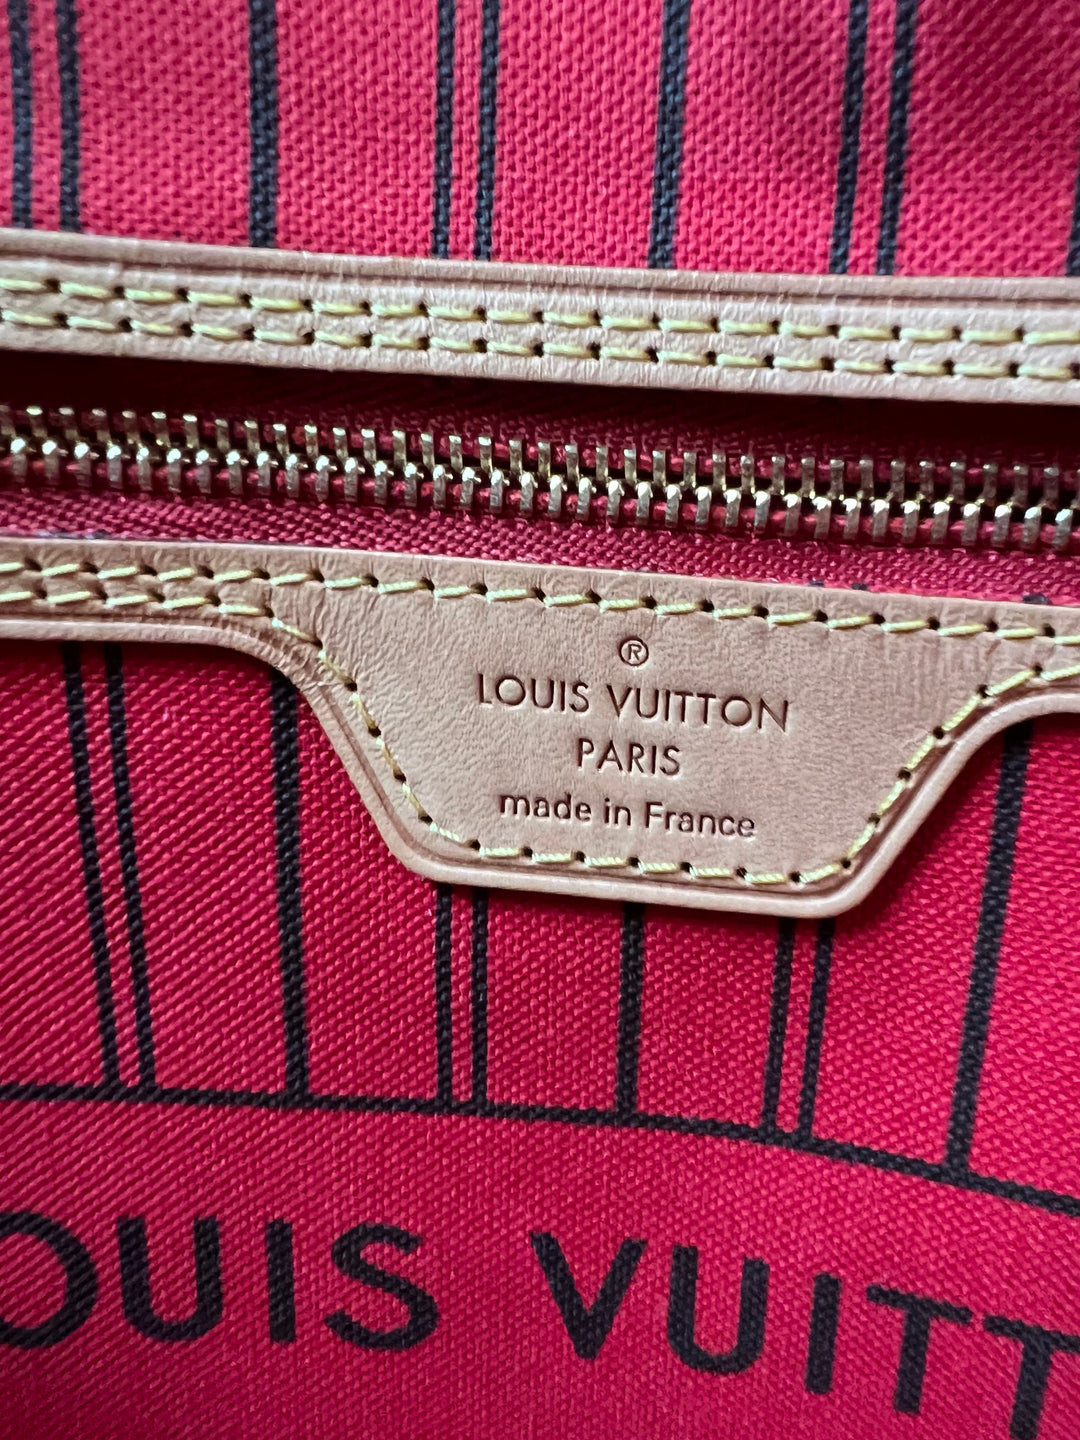 ®
LOUIS VUITTON
PARIS
made in France
OUIS VUITT